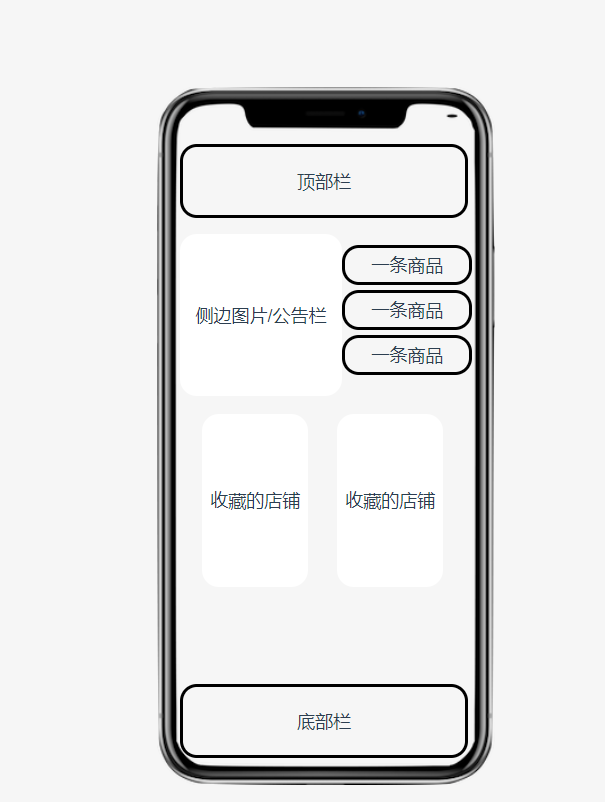 顶部栏
侧边图片/公告栏
一条商品
一条商品
一条商品
收藏的店铺
收藏的店铺
底部栏